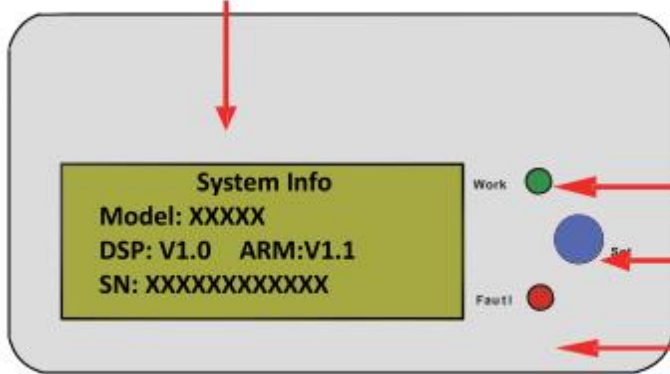 System Info
Model: XXXXX
DSP: V1.0 ARM:V1.1
SN: XXXXXXXXXXXX
Work
Set
Fautl